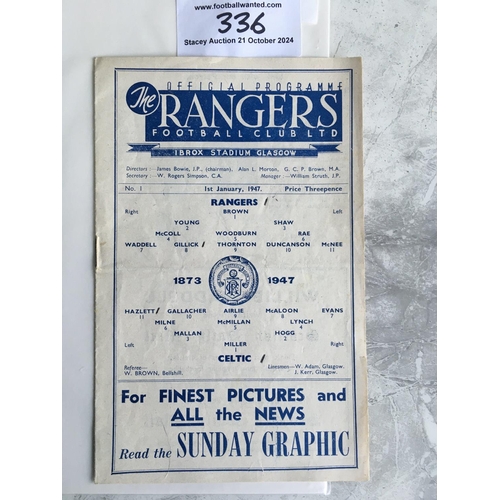 www.footballwanted.com
336
Stacey Auction 21 October 2024
OFFICIAL PROGRAMME
The RANGERS
FOOTBALL CLUB LTD
IBROX STADIUM GLASGOW
Directors : James Bowie, J.P., (chairman), Alan L. Morton, G. C. P. Brown, M.A.
Secretary — W. Rogers Simpson, C.A. Manager — William Struth, J.P.
No. 1 1st January, 1947. Price Threepence
RANGERS /
Right BROWN Left
1
YOUNG SHAW
2 3
McCOLL WOODBURN RAE
4 5 6
WADDELL GILLICK / THORNTON DUNCANSON McNEE
7 8 9 10 11
1873 1947
HAZLETT / GALLACHER AIRLIE McALOON EVANS
11 10 9 8 7
MILNE McMILLAN LYNCH
6 5 4
MALLAN HOGG
3 2
Left MILLER Right
1
CELTIC /
Referee— Linesmen—W. Adam, Glasgow.
W. BROWN, Bellshill. J. Kerr, Glasgow.
For FINEST PICTURES and
ALL the NEWS
Read the SUNDAY GRAPHIC